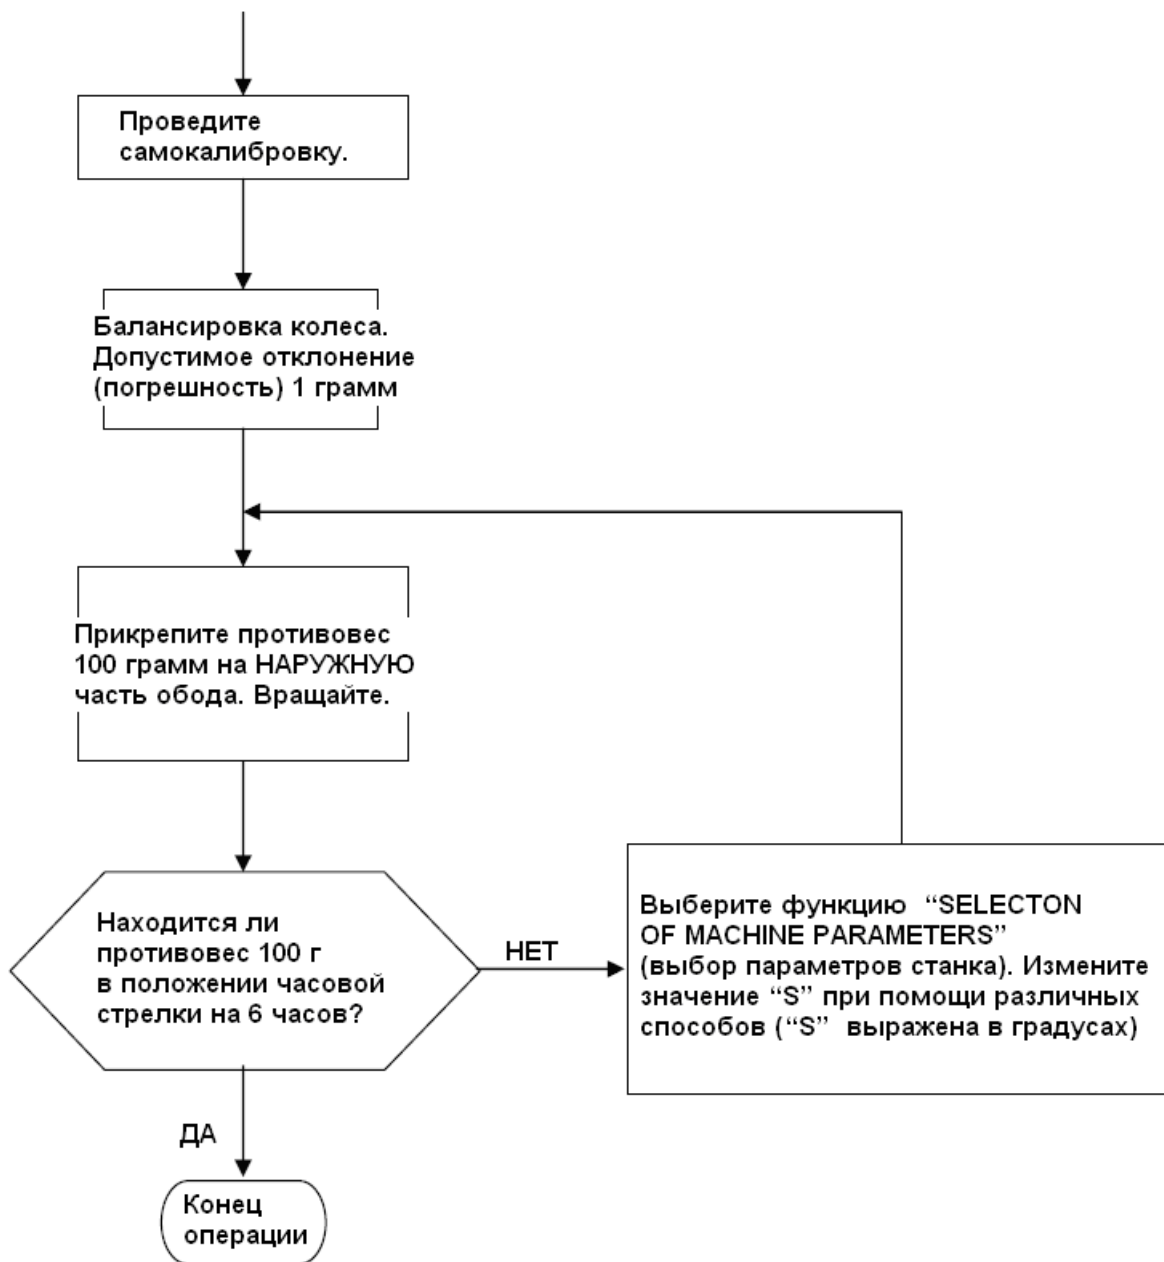 Проведите
самокалибровку.
Балансировка колеса.
Допустимое отклонение
(погрешность) 1 грамм
Прикрепите противовес
100 грамм на НАРУЖНУЮ
часть обода. Вращайте.
Находится ли
противовес 100 г
в положении часовой
стрелки на 6 часов?
НЕТ
Выберите функцию “SELECTON
OF MACHINE PARAMETERS”
(выбор параметров станка). Измените
значение “S” при помощи различных
способов (“S” выражена в градусах)
ДА
Конец
операции